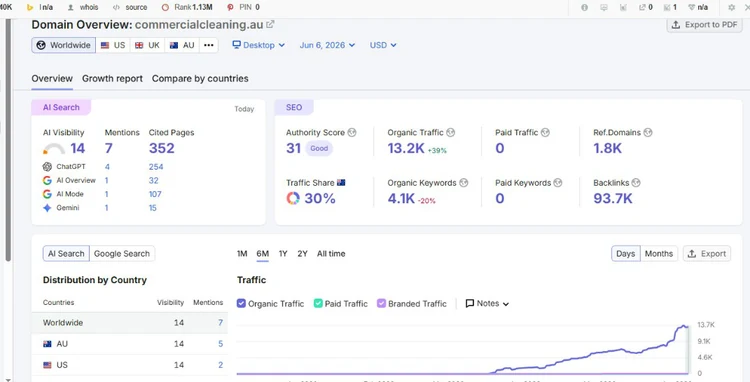 40K l n/a whois source Rank 1.13M PIN 0 I n/a 0 1 n/a
Domain Overview: commercialcleaning.au
Export to PDF
Worldwide US UK AU ••• Desktop Jun 6, 2026 USD
Overview Growth report Compare by countries
AI Search Today
AI Visibility Mentions Cited Pages
14 7 352
ChatGPT 4 254
AI Overview 1 32
AI Mode 1 107
Gemini 1 15
SEO
Authority Score Organic Traffic Paid Traffic Ref.Domains
31 Good 13.2K +39% 0 1.8K
Traffic Share Organic Keywords Paid Keywords Backlinks
30% 4.1K -20% 0 93.7K
AI Search Google Search
Distribution by Country
Countries Visibility Mentions
Worldwide 14 7
AU 14 5
US 14 2
1M 6M 1Y 2Y All time Days Months Export
Traffic
Organic Traffic Paid Traffic Branded Traffic Notes
13.7K
9.1K
4.6K
0